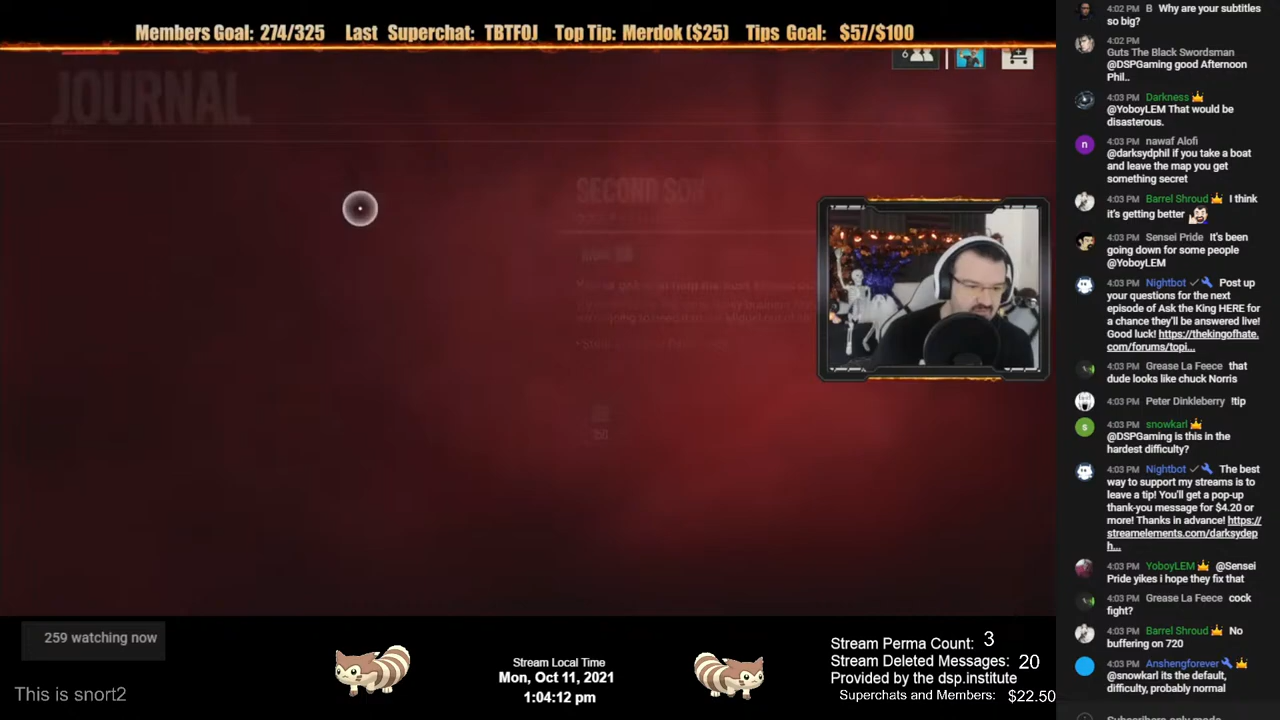 Members Goal: 274/325 Last Superchat: TBTFOJ Top Tip: Merdok ($25) Tips Goal: $57/$100
JOURNAL
6
SECOND SON
259 watching now
This is snort2
Stream Local Time
Mon, Oct 11, 2021
1:04:12 pm
Stream Perma Count: 3
Stream Deleted Messages: 20
Provided by the dsp.institute
Superchats and Members: $22.50
4:02 PM B Why are your subtitles
so big?
4:02 PM
Guts The Black Swordsman
@DSPGaming good Afternoon
Phil..
4:03 PM Darkness
@YoboyLEM That would be
disasterous.
4:03 PM nawaf Alofi
@darksydphil if you take a boat
and leave the map you get
something secret
4:03 PM Barrel Shroud I think
it's getting better
4:03 PM Sensei Pride It's been
going down for some people
@YoboyLEM
4:03 PM Nightbot Post up
your questions for the next
episode of Ask the King HERE for
a chance they'll be answered live!
Good luck! https://thekingofhate.
com/forums/topi...
4:03 PM Grease La Feece that
dude looks like chuck Norris
4:03 PM Peter Dinkleberry !tip
4:03 PM snowkarl
@DSPGaming is this in the
hardest difficulty?
4:03 PM Nightbot The best
way to support my streams is to
leave a tip! You'll get a pop-up
thank-you message for $4.20 or
more! Thanks in advance! https://
streamelements.com/darksydep
h...
4:03 PM YoboyLEM @Sensei
Pride yikes i hope they fix that
4:03 PM Grease La Feece cock
fight?
4:03 PM Barrel Shroud No
buffering on 720
4:03 PM Anshengforever
@snowkarl its the default,
difficulty, probably normal